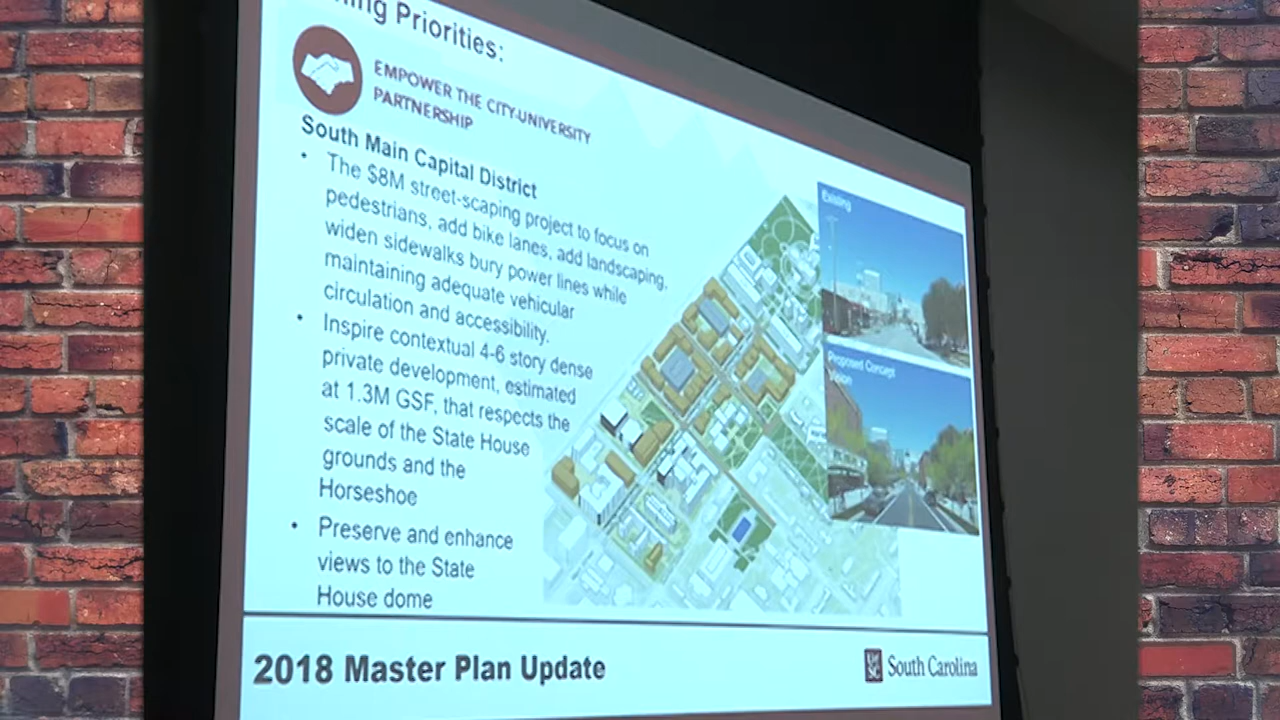 Priorities:
EMPOWER THE CITY-UNIVERSITY
PARTNERSHIP
South Main Capital District
• The $8M street-scaping project to focus on
pedestrians, add bike lanes, add landscaping,
widen sidewalks bury power lines while
maintaining adequate vehicular
circulation and accessibility.
• Inspire contextual 4-6 story dense
private development, estimated
at 1.3M GSF, that respects the
scale of the State House
grounds and the
Horseshoe
• Preserve and enhance
views to the State
House dome
Existing
Proposed Concept
2018 Master Plan Update
South Carolina